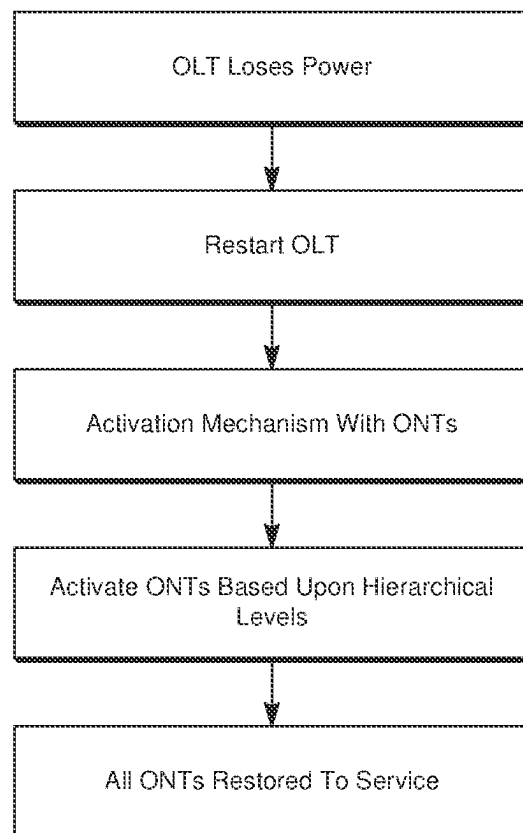 OLT Loses Power
Restart OLT
Activation Mechanism With ONTs
Activate ONTs Based Upon Hierarchical
Levels
All ONTs Restored To Service